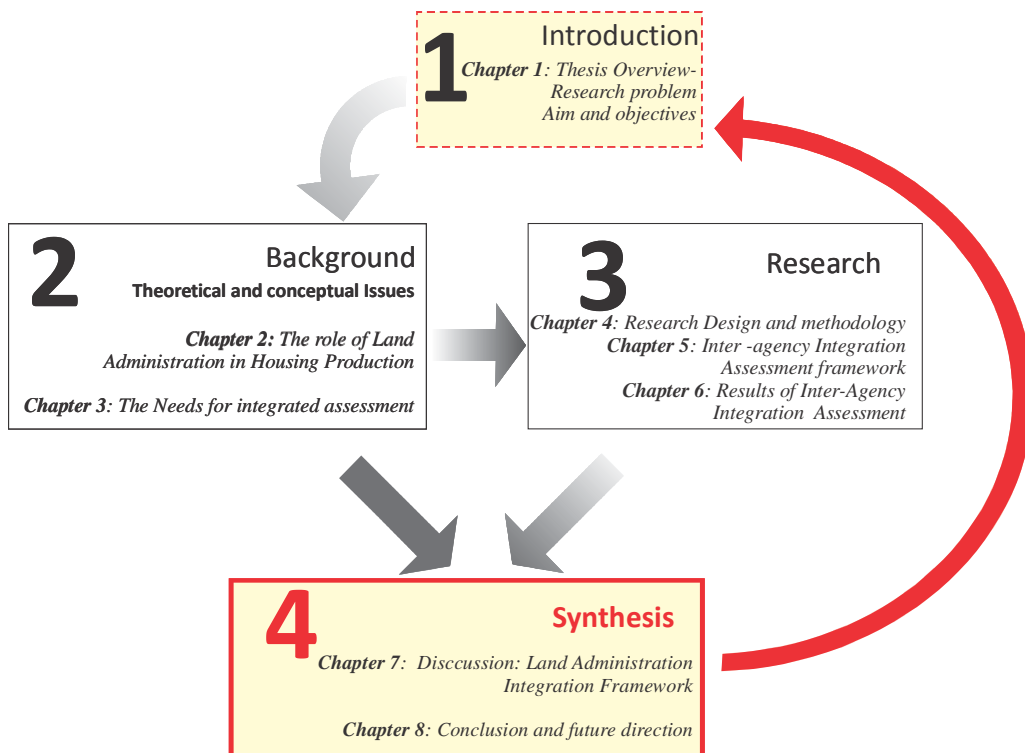 1
Introduction
Chapter 1: Thesis Overview-
Research problem
Aim and objectives
2
Background
Theoretical and conceptual Issues
Chapter 2: The role of Land
Administration in Housing Production
Chapter 3: The Needs for integrated assessment
3
Research
Chapter 4: Research Design and methodology
Chapter 5: Inter -agency Integration
Assessment framework
Chapter 6: Results of Inter-Agency
Integration Assessment
4
Synthesis
Chapter 7: Disccussion: Land Administration
Integration Framework
Chapter 8: Conclusion and future direction